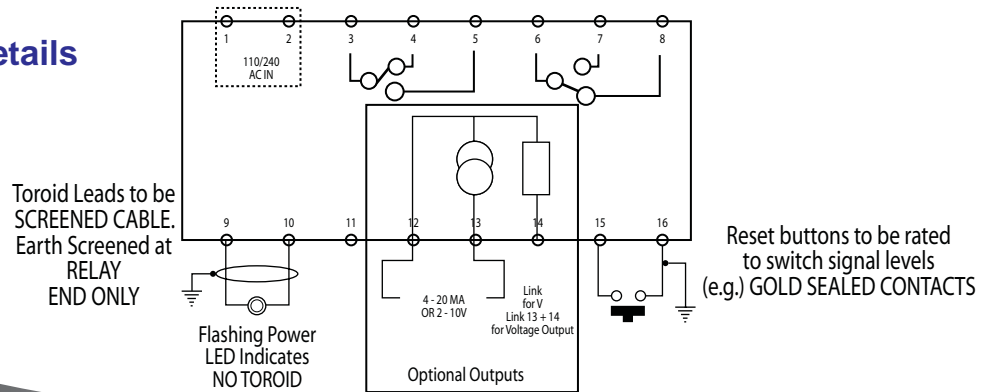 etails
1 2 3 4 5 6 7 8
110/240
AC IN
Toroid Leads to be
SCREENED CABLE.
Earth Screened at
RELAY
END ONLY
9 10 11 12 13 14 15 16
Reset buttons to be rated
to switch signal levels
(e.g.) GOLD SEALED CONTACTS
4 - 20 MA
OR 2 - 10V
Link
for V
Link 13 + 14
for Voltage Output
Flashing Power
LED Indicates
NO TOROID
Optional Outputs